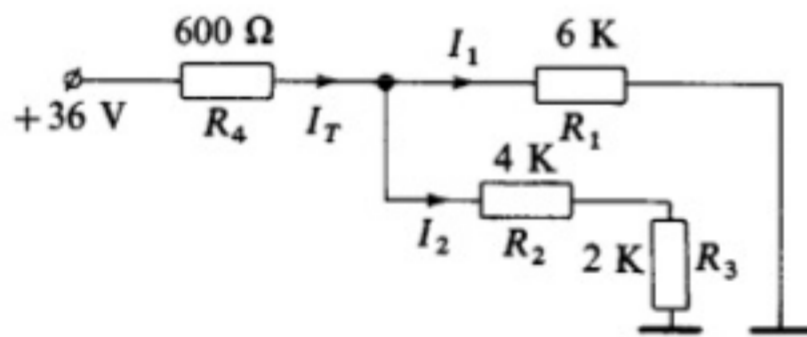 600 Ω
I₁
6 K
+36 V
R₄
I_T
R₁
4 K
I₂
R₂
2 K
R₃